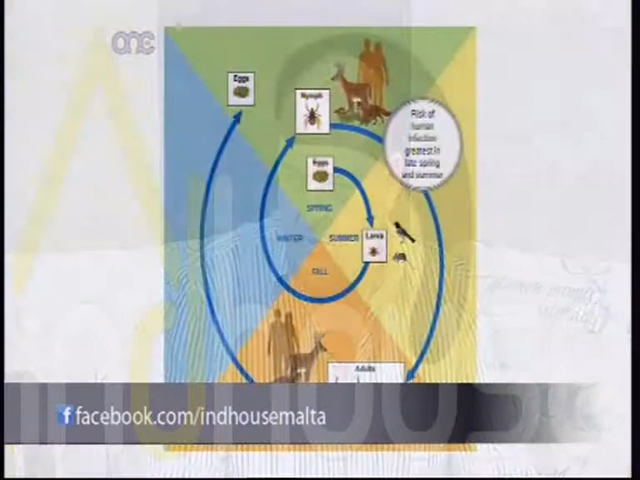 one
Eggs
Nymph
Risk of
human
infection
greatest in
late spring
and summer
Eggs
SPRING
WINTER
SUMMER
Larva
FALL
Adults
facebook.com/indhousemalta